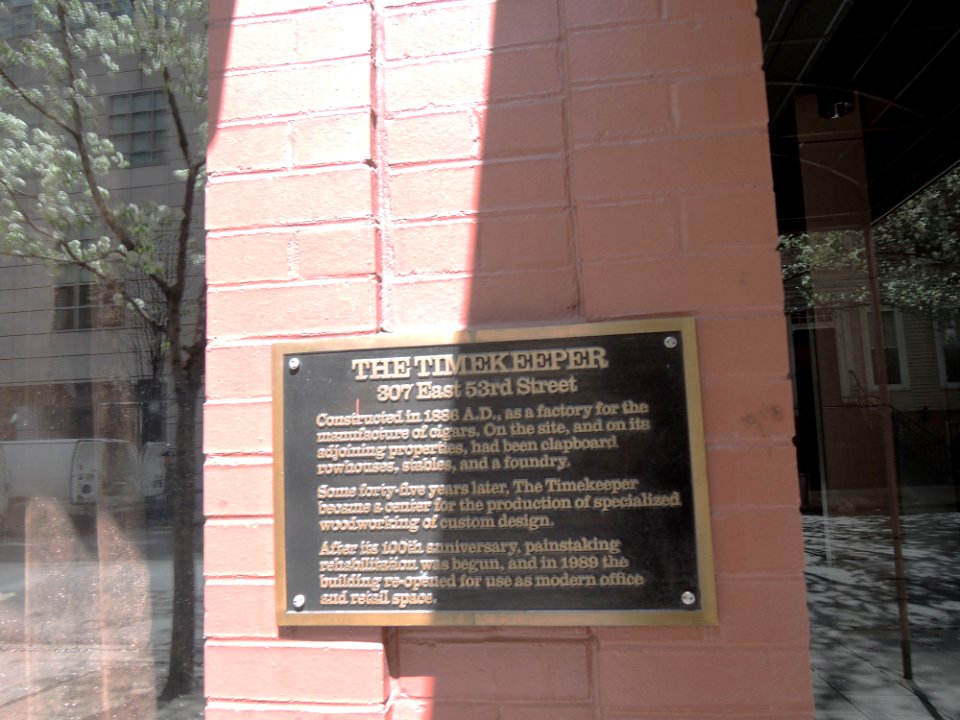 THE TIMEKEEPER
307 East 53rd Street
Constructed in 1886 A.D., as a factory for the
manufacture of cigars. On the site, and on its
adjoining properties, had been clapboard
rowhouses, stables, and a foundry.
Some forty-five years later, The Timekeeper
became a center for the production of specialized
woodworking of custom design.
After its 100th anniversary, painstaking
rehabilitation was begun, and in 1989 the
building re-opened for use as modern office
and retail space.